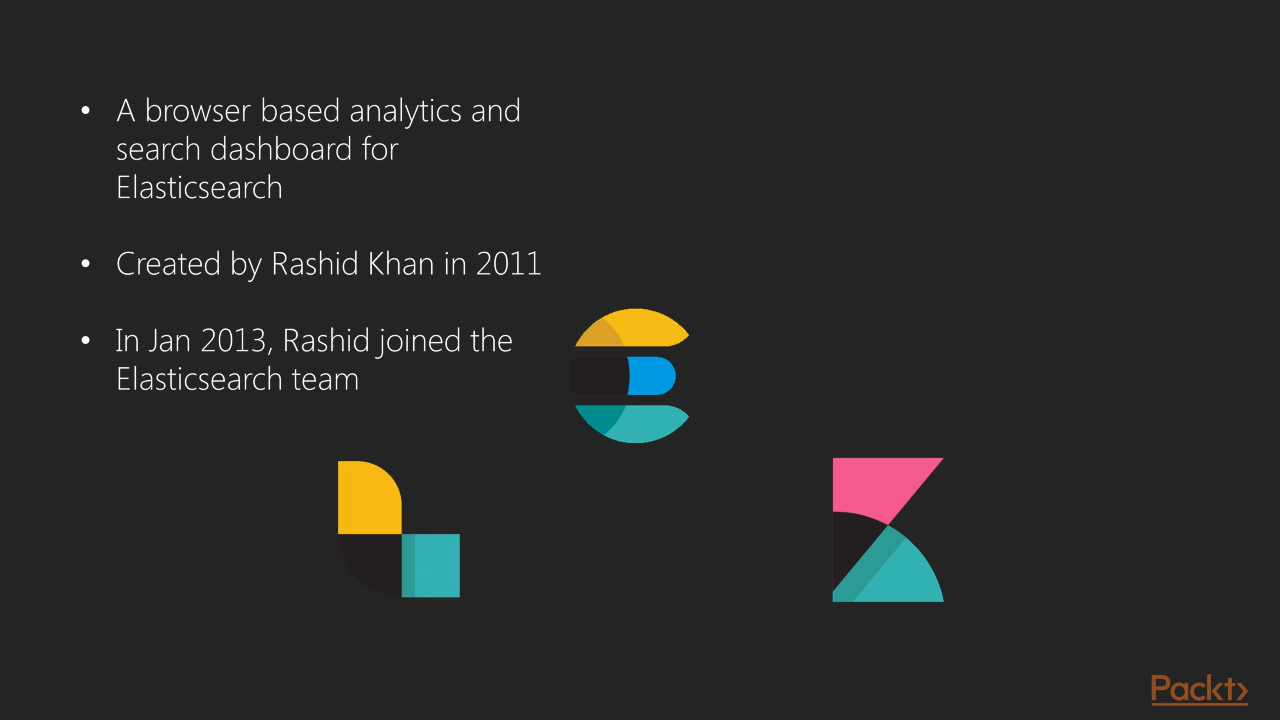 • A browser based analytics and
search dashboard for
Elasticsearch
• Created by Rashid Khan in 2011
• In Jan 2013, Rashid joined the
Elasticsearch team
Packt>